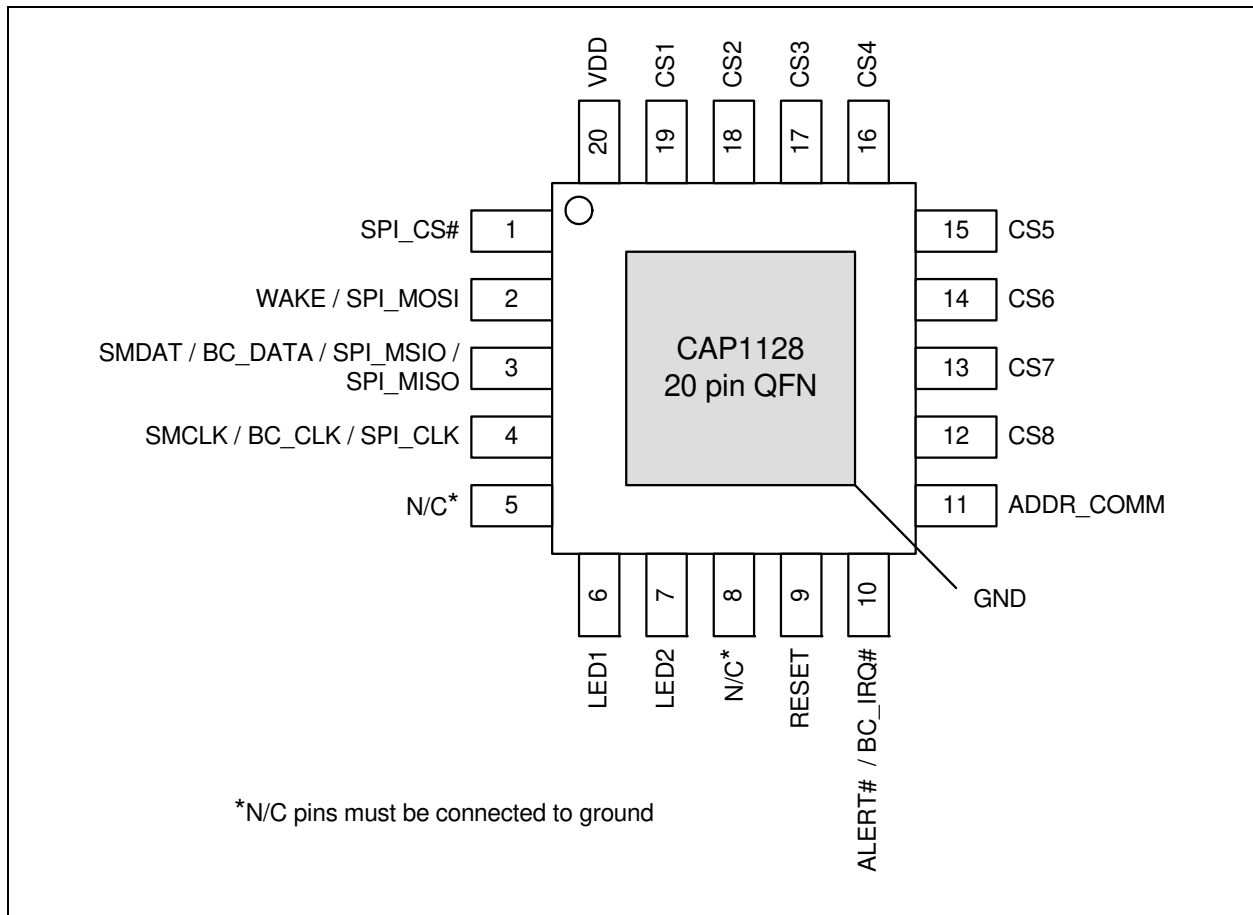 VDD
CS1
CS2
CS3
CS4
20
19
18
17
16
SPI_CS#
1
15
CS5
WAKE / SPI_MOSI
2
14
CS6
SMDAT / BC_DATA / SPI_MSIO /
SPI_MISO
3
13
CS7
CAP1128
20 pin QFN
SMCLK / BC_CLK / SPI_CLK
4
12
CS8
N/C*
5
11
ADDR_COMM
6
7
8
9
10
GND
LED1
LED2
N/C*
RESET
ALERT# / BC_IRQ#
*N/C pins must be connected to ground